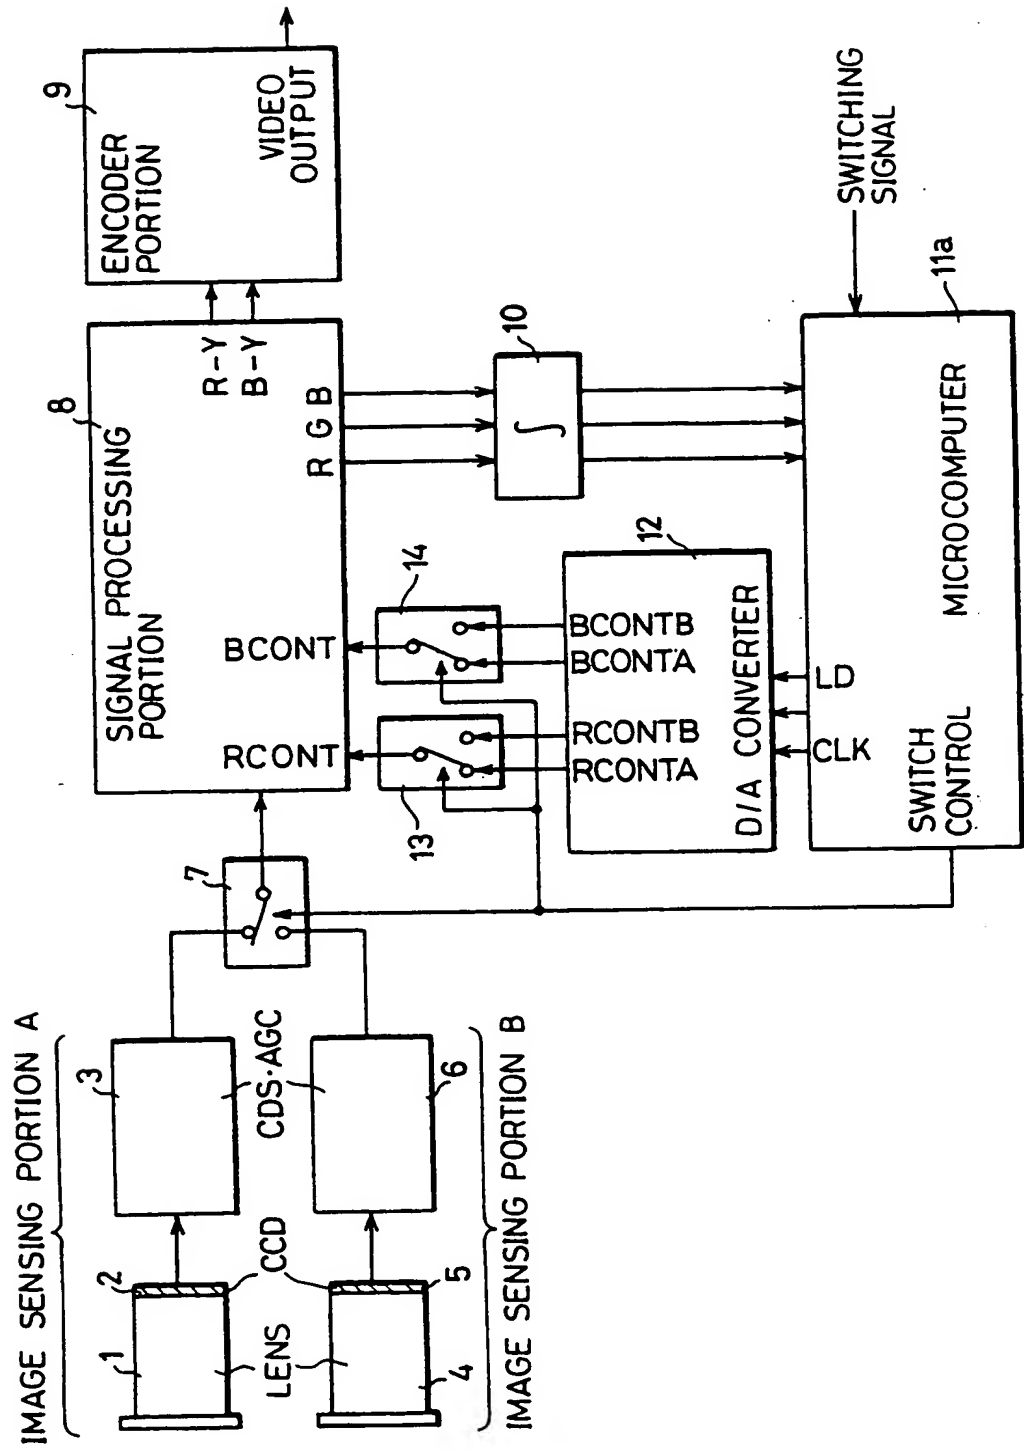 IMAGE SENSING PORTION A
1
2
3
LENS
CCD
CDS·AGC
4
5
6
IMAGE SENSING PORTION B
7
8
SIGNAL PROCESSING
PORTION
R-Y
B-Y
RCONT
BCONT
R
G
B
9
ENCODER
PORTION
VIDEO
OUTPUT
13
14
10
∫
RCONTA
RCONTB
BCONTA
BCONTB
12
D/A CONVERTER
CLK
LD
SWITCH
CONTROL
MICROCOMPUTER
11a
SWITCHING
SIGNAL